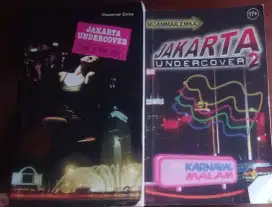 Moammar Emka
JAKARTA
UNDERCOVER
MOAMMAR EMKA
17+
JAKARTA
UNDERCOVER 2
KARNAVAL
MALAM